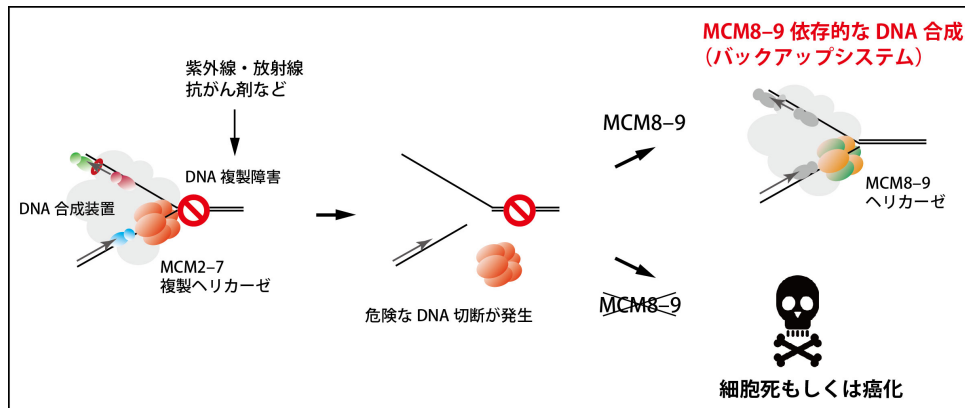 紫外線・放射線
抗がん剤など
DNA 複製障害
DNA 合成装置
MCM2–7
複製ヘリカーゼ
危険な DNA 切断が発生
MCM8–9
MCM8–9 依存的な DNA 合成
（バックアップシステム）
MCM8–9
ヘリカーゼ
MCM8–9
細胞死もしくは癌化